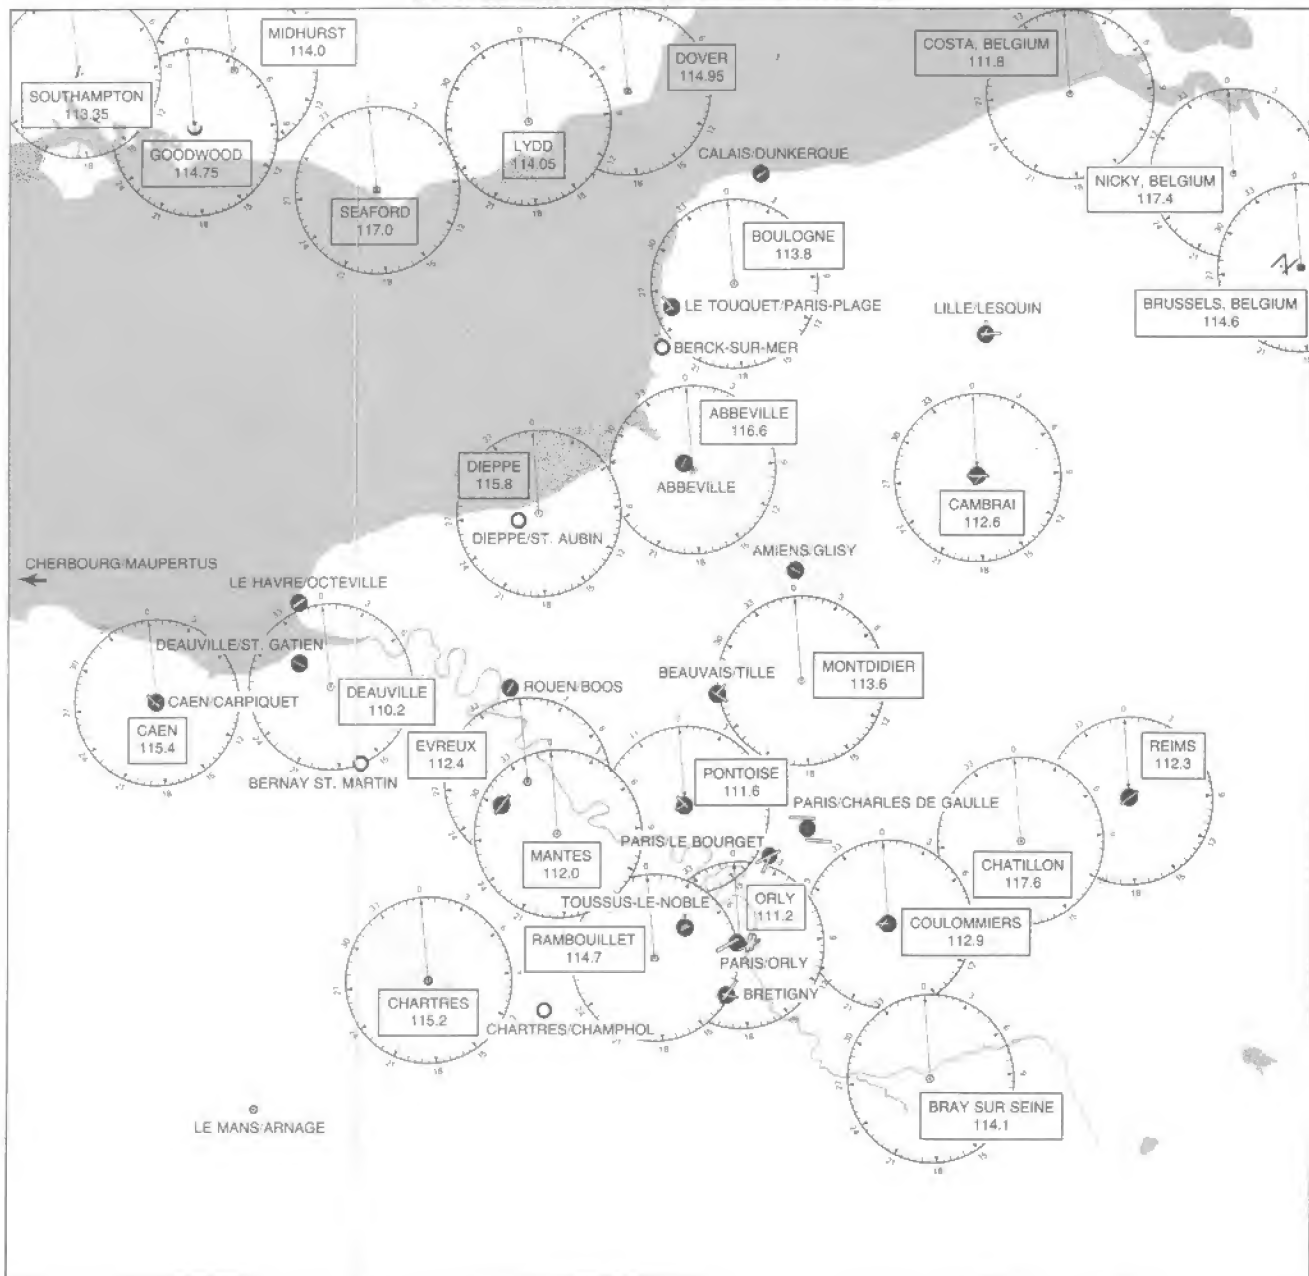 MIDHURST
114.0
SOUTHAMPTON
113.35
GOODWOOD
114.75
SEAFORD
117.0
LYDD
114.05
DOVER
114.95
COSTA, BELGIUM
111.8
CALAIS/DUNKERQUE
NICKY, BELGIUM
117.4
BOULOGNE
113.8
BRUSSELS, BELGIUM
114.6
LE TOUQUET/PARIS-PLAGE
LILLE/LESQUIN
BERCK-SUR-MER
ABBEVILLE
116.6
DIEPPE
115.8
ABBEVILLE
CAMBRAI
112.6
DIEPPE/ST. AUBIN
CHERBOURG/MAUPERTUS
AMIENS/GLISY
LE HAVRE/OCTEVILLE
DEAUVILLE/ST. GATIEN
BEAUVAIS/TILLE
MONTDIDIER
113.6
ROUEN/BOOS
DEAUVILLE
110.2
CAEN/CARPIQUET
CAEN
115.4
EVREUX
112.4
REIMS
112.3
BERNAY ST. MARTIN
PONTOISE
111.6
PARIS/CHARLES DE GAULLE
PARIS/LE BOURGET
MANTES
112.0
CHATILLON
117.6
TOUSSUS-LE-NOBLE
ORLY
111.2
COULOMMIERS
112.9
RAMBOUILLET
114.7
PARIS/ORLY
BRETIGNY
CHARTRES
115.2
CHARTRES/CHAMPHOL
BRAY SUR SEINE
114.1
LE MANS/ARNAGE